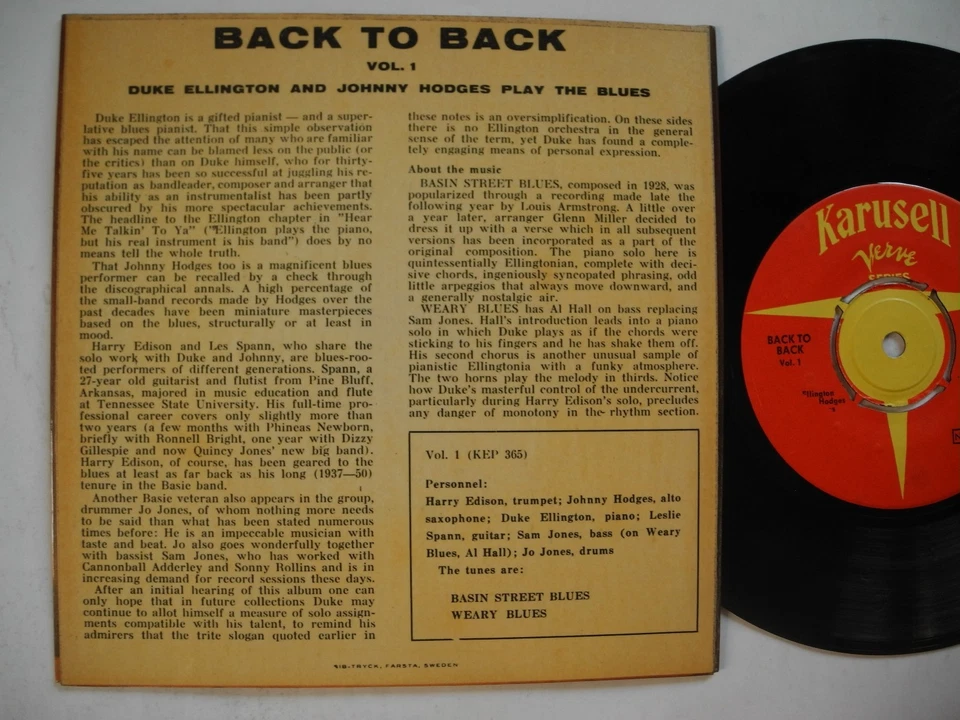 BACK TO BACK
VOL. 1
DUKE ELLINGTON AND JOHNNY HODGES PLAY THE BLUES
Duke Ellington is a gifted pianist — and a super-
lative blues pianist. That this simple observation
has escaped the attention of many who are familiar
with his name can be blamed less on the public (or
the critics) than on Duke himself, who for thirty-
five years has been so successful at juggling his re-
putation as bandleader, composer and arranger that
his ability as an instrumentalist has been partly
obscured by his more spectacular achievements.
The headline to the Ellington chapter in "Hear
Me Talkin' To Ya" ("Ellington plays the piano,
but his real instrument is his band") does by no
means tell the whole truth.
That Johnny Hodges too is a magnificent blues
performer can be recalled by a check through
the discographical annals. A high percentage of
the small-band records made by Hodges over the
past decades have been miniature masterpieces
based on the blues, structurally or at least in
mood.
Harry Edison and Les Spann, who share the
solo work with Duke and Johnny, are blues-roo-
ted performers of different generations. Spann, a
27-year old guitarist and flutist from Pine Bluff,
Arkansas, majored in music education and flute
at Tennessee State University. His full-time pro-
fessional career covers only slightly more than
two years (a few months with Phineas Newborn,
briefly with Ronnell Bright, one year with Dizzy
Gillespie and now Quincy Jones' new big band).
Harry Edison, of course, has been geared to the
blues at least as far back as his long (1937—50)
tenure in the Basie band.
Another Basie veteran also appears in the group,
drummer Jo Jones, of whom nothing more needs
to be said than what has been stated numerous
times before: He is an impeccable musician with
taste and beat. Jo also goes wonderfully together
with bassist Sam Jones, who has worked with
Cannonball Adderley and Sonny Rollins and is in
increasing demand for record sessions these days.
After an initial hearing of this album one can
only hope that in future collections Duke may
continue to allot himself a measure of solo assign-
ments compatible with his talent, to remind his
admirers that the trite slogan quoted earlier in
these notes is an oversimplification. On these sides
there is no Ellington orchestra in the general
sense of the term, yet Duke has found a comple-
tely engaging means of personal expression.
About the music
BASIN STREET BLUES, composed in 1928, was
popularized through a recording made late the
following year by Louis Armstrong. A little over
a year later, arranger Glenn Miller decided to
dress it up with a verse which in all subsequent
versions has been incorporated as a part of the
original composition. The piano solo here is
quintessentially Ellingtonian, complete with deci-
sive chords, ingeniously syncopated phrasing, odd
little arpeggios that always move downward, and
a generally nostalgic air.
WEARY BLUES has Al Hall on bass replacing
Sam Jones. Hall's introduction leads into a piano
solo in which Duke plays as if the chords were
sticking to his fingers and he has shake them off.
His second chorus is another unusual sample of
pianistic Ellingtonia with a funky atmosphere.
The two horns play the melody in thirds. Notice
how Duke's masterful control of the undercurrent,
particularly during Harry Edison's solo, precludes
any danger of monotony in the rhythm section.
Vol. 1 (KEP 365)
Personnel:
Harry Edison, trumpet; Johnny Hodges, alto
saxophone; Duke Ellington, piano; Leslie
Spann, guitar; Sam Jones, bass (on Weary
Blues, Al Hall); Jo Jones, drums
The tunes are:
BASIN STREET BLUES
WEARY BLUES
SIB-TRYCK, FARSTA, SWEDEN
Karusell
Verve
SERIES
BACK TO
BACK
Vol. 1
Ellington
Hodges